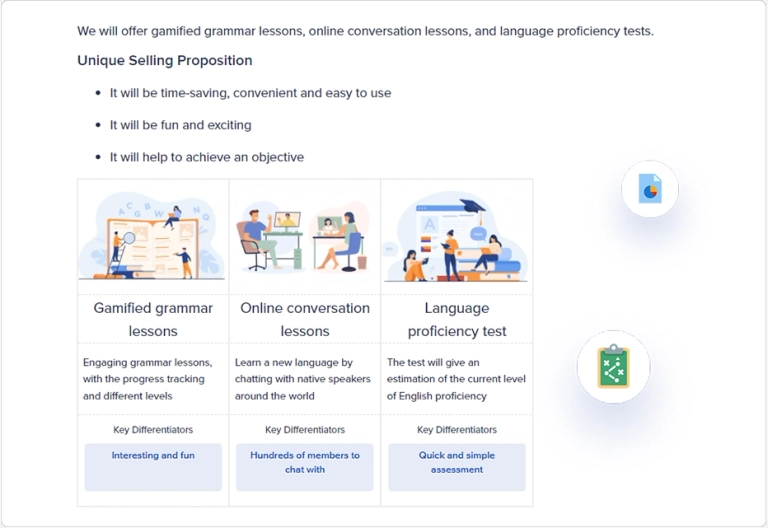 We will offer gamified grammar lessons, online conversation lessons, and language proficiency tests.
Unique Selling Proposition
• It will be time-saving, convenient and easy to use
• It will be fun and exciting
• It will help to achieve an objective
Gamified grammar
lessons
Online conversation
lessons
Language
proficiency test
Engaging grammar lessons,
with the progress tracking
and different levels
Learn a new language by
chatting with native speakers
around the world
The test will give an
estimation of the current level
of English proficiency
Key Differentiators
Interesting and fun
Key Differentiators
Hundreds of members to
chat with
Key Differentiators
Quick and simple
assessment